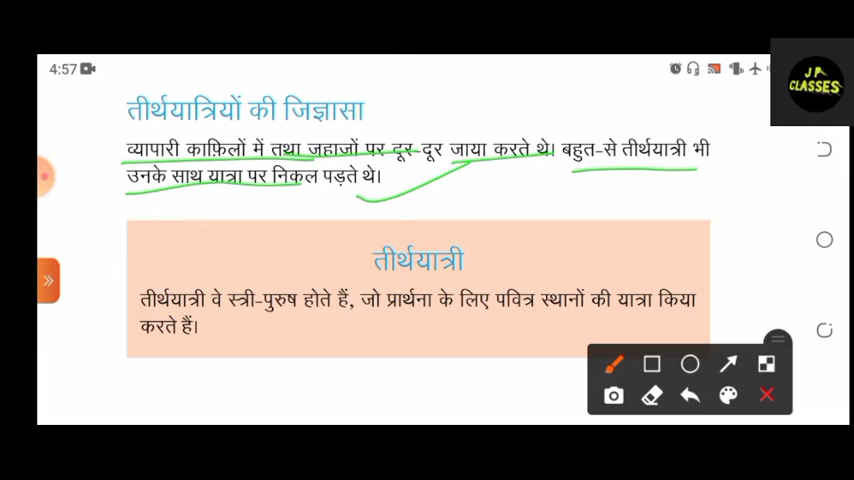 4:57
J P
CLASSES
तीर्थयात्रियों की जिज्ञासा
व्यापारी काफ़िलों में तथा जहाजों पर दूर-दूर जाया करते थे। बहुत-से तीर्थयात्री भी
उनके साथ यात्रा पर निकल पड़ते थे।
तीर्थयात्री
तीर्थयात्री वे स्त्री-पुरुष होते हैं, जो प्रार्थना के लिए पवित्र स्थानों की यात्रा किया
करते हैं।